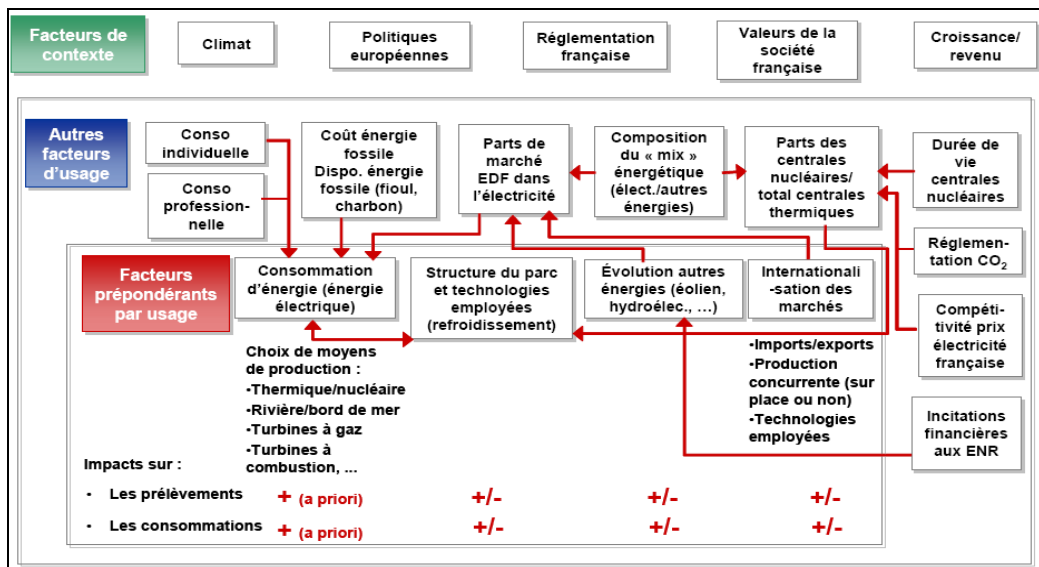 Facteurs de
contexte
Climat
Politiques
européennes
Réglementation
française
Valeurs de la
société
française
Croissance/
revenu
Autres
facteurs
d'usage
Conso
individuelle
Conso
profession-
nelle
Coût énergie
fossile
Dispo. énergie
fossile (fioul,
charbon)
Parts de
marché
EDF dans
l'électricité
Composition
du « mix »
énergétique
(élect./autres
énergies)
Parts des
centrales
nucléaires/
total centrales
thermiques
Durée de
vie
centrales
nucléaires
Réglemen-
tation CO2
Compéti-
tivité prix
électricité
française
Incitations
financières
aux ENR
Facteurs
prépondérants
par usage
Consommation
d'énergie (énergie
électrique)
Structure du parc
et technologies
employées
(refroidissement)
Évolution autres
énergies (éolien,
hydroélec., …)
Internationali
-sation des
marchés
Choix de moyens
de production :
•Thermique/nucléaire
•Rivière/bord de mer
•Turbines à gaz
•Turbines à
combustion, ...
•Imports/exports
•Production
concurrente (sur
place ou non)
•Technologies
employées
Impacts sur :
• Les prélèvements + (a priori) +/- +/- +/-
• Les consommations + (a priori) +/- +/- +/-